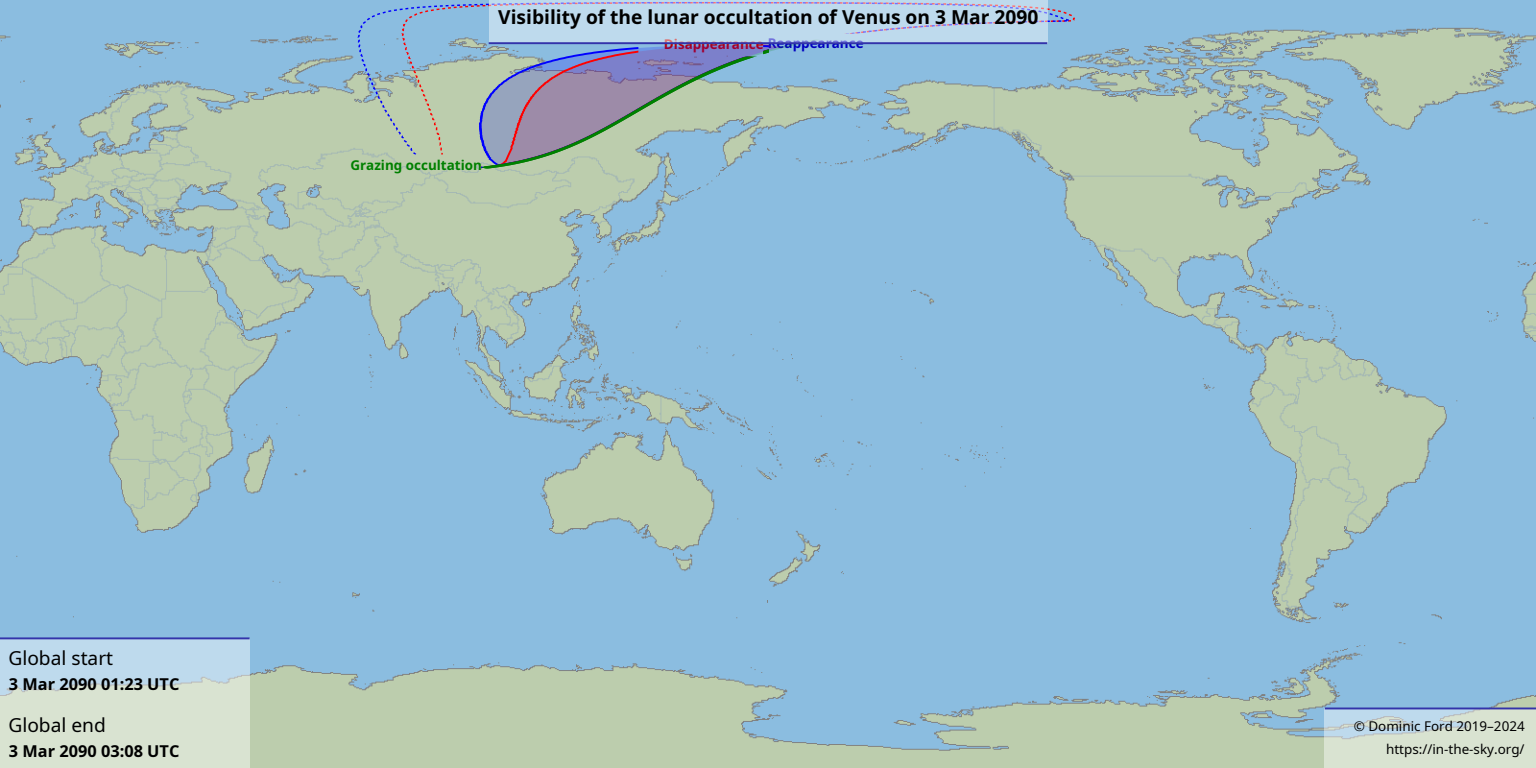 Visibility of the lunar occultation of Venus on 3 Mar 2090
Disappearance
Reappearance
Grazing occultation
Global start
3 Mar 2090 01:23 UTC
Global end
3 Mar 2090 03:08 UTC
© Dominic Ford 2019–2024
https://in-the-sky.org/